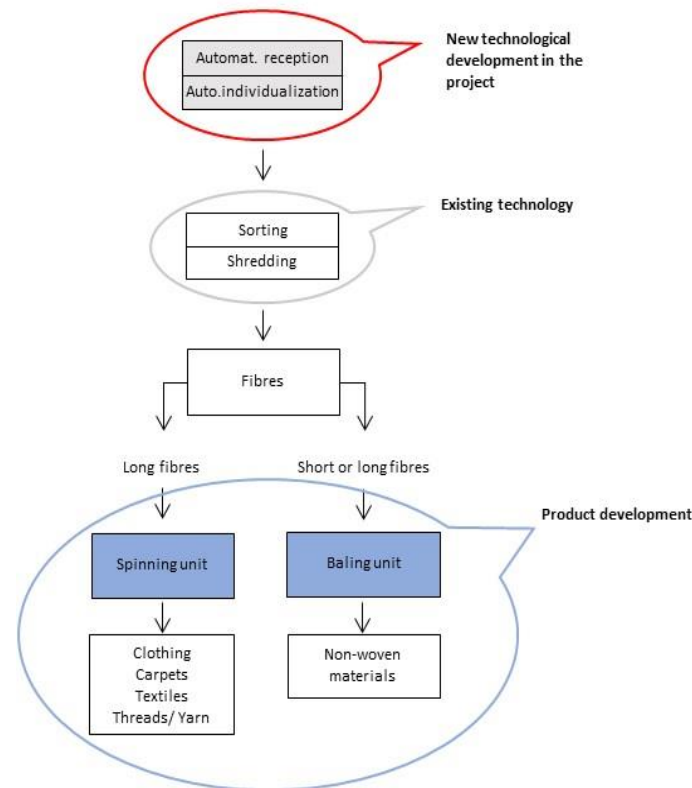 New technological
development in the
project
Automat. reception
Auto.individualization
Existing technology
Sorting
Shredding
Fibres
Long fibres
Short or long fibres
Product development
Spinning unit
Baling unit
Clothing
Carpets
Textiles
Threads/ Yarn
Non-woven
materials